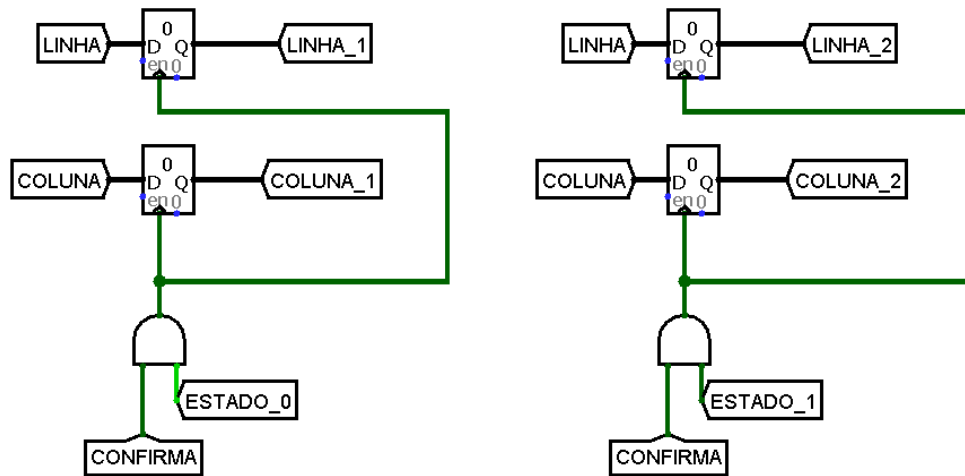 LINHA
0
D Q
en 0
LINHA_1
COLUNA
0
D Q
en 0
COLUNA_1
ESTADO_0
CONFIRMA
LINHA
0
D Q
en 0
LINHA_2
COLUNA
0
D Q
en 0
COLUNA_2
ESTADO_1
CONFIRMA